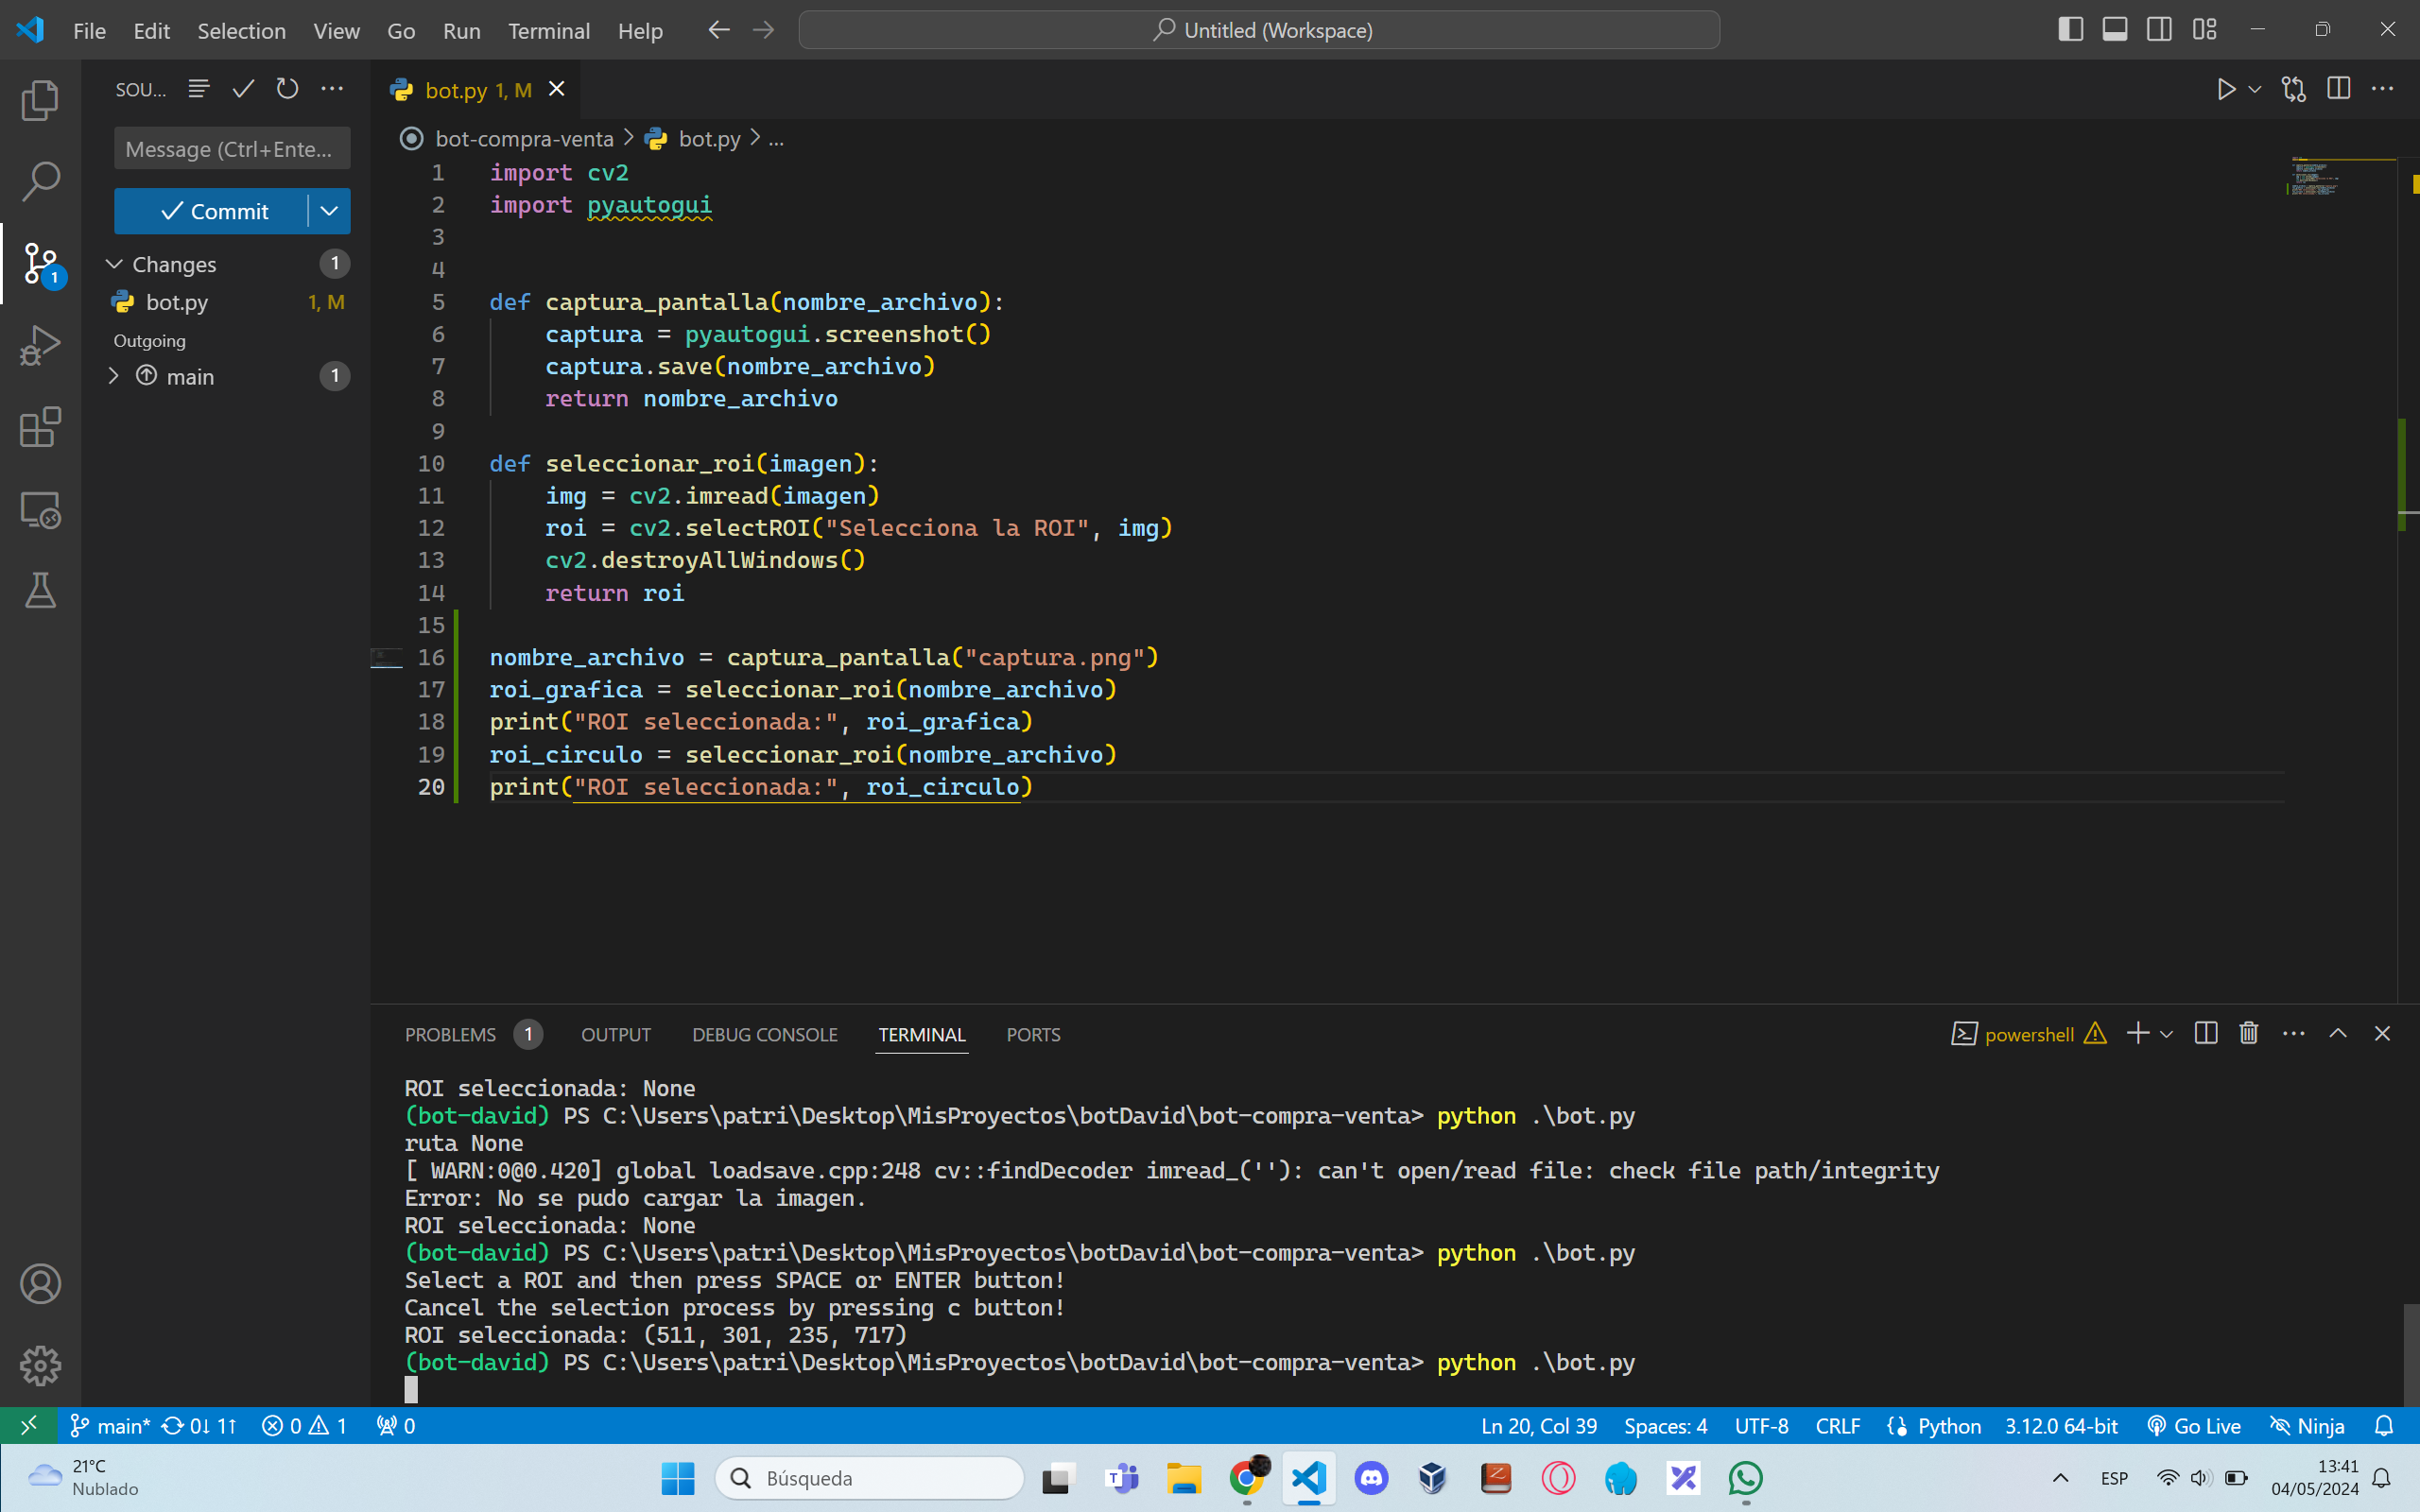 File Edit Selection View Go Run Terminal Help
Untitled (Workspace)
SOU...
Message (Ctrl+Ente...
Commit
Changes 1
bot.py 1, M
Outgoing
main 1
1
bot.py 1, M
bot-compra-venta > bot.py > ...
1 import cv2
2 import pyautogui
3
4
5 def captura_pantalla(nombre_archivo):
6 captura = pyautogui.screenshot()
7 captura.save(nombre_archivo)
8 return nombre_archivo
9
10 def seleccionar_roi(imagen):
11 img = cv2.imread(imagen)
12 roi = cv2.selectROI("Selecciona la ROI", img)
13 cv2.destroyAllWindows()
14 return roi
15
16 nombre_archivo = captura_pantalla("captura.png")
17 roi_grafica = seleccionar_roi(nombre_archivo)
18 print("ROI seleccionada:", roi_grafica)
19 roi_circulo = seleccionar_roi(nombre_archivo)
20 print("ROI seleccionada:", roi_circulo)
PROBLEMS 1 OUTPUT DEBUG CONSOLE TERMINAL PORTS
powershell
ROI seleccionada: None
(bot-david) PS C:\Users\patri\Desktop\MisProyectos\botDavid\bot-compra-venta> python .\bot.py
ruta None
[ WARN:0@0.420] global loadsave.cpp:248 cv::findDecoder imread_(''): can't open/read file: check file path/integrity
Error: No se pudo cargar la imagen.
ROI seleccionada: None
(bot-david) PS C:\Users\patri\Desktop\MisProyectos\botDavid\bot-compra-venta> python .\bot.py
Select a ROI and then press SPACE or ENTER button!
Cancel the selection process by pressing c button!
ROI seleccionada: (511, 301, 235, 717)
(bot-david) PS C:\Users\patri\Desktop\MisProyectos\botDavid\bot-compra-venta> python .\bot.py
main* 0↓ 1↑ 0 1 0
Ln 20, Col 39 Spaces: 4 UTF-8 CRLF Python 3.12.0 64-bit Go Live Ninja
21°C
Nublado
Búsqueda
ESP
13:41
04/05/2024